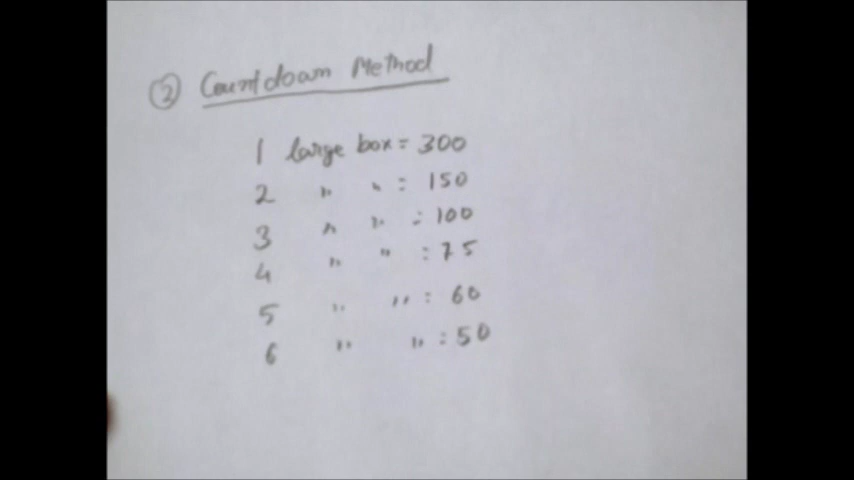 ② Countdown Method
1 large box = 300
2 " " : 150
3 " " = 100
4 " " : 75
5 " " : 60
6 " " : 50